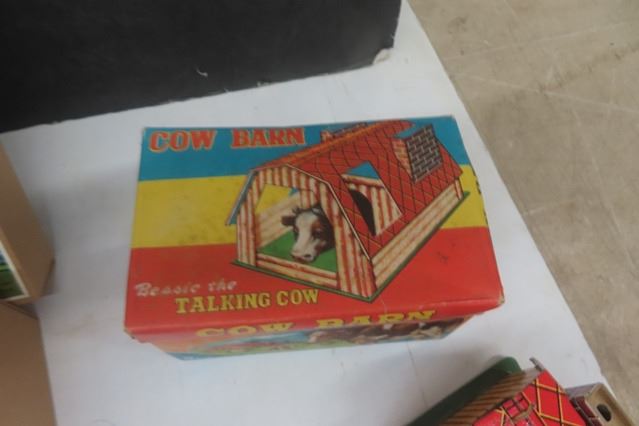 COW BARN
Bessie the
TALKING COW
COW BARN